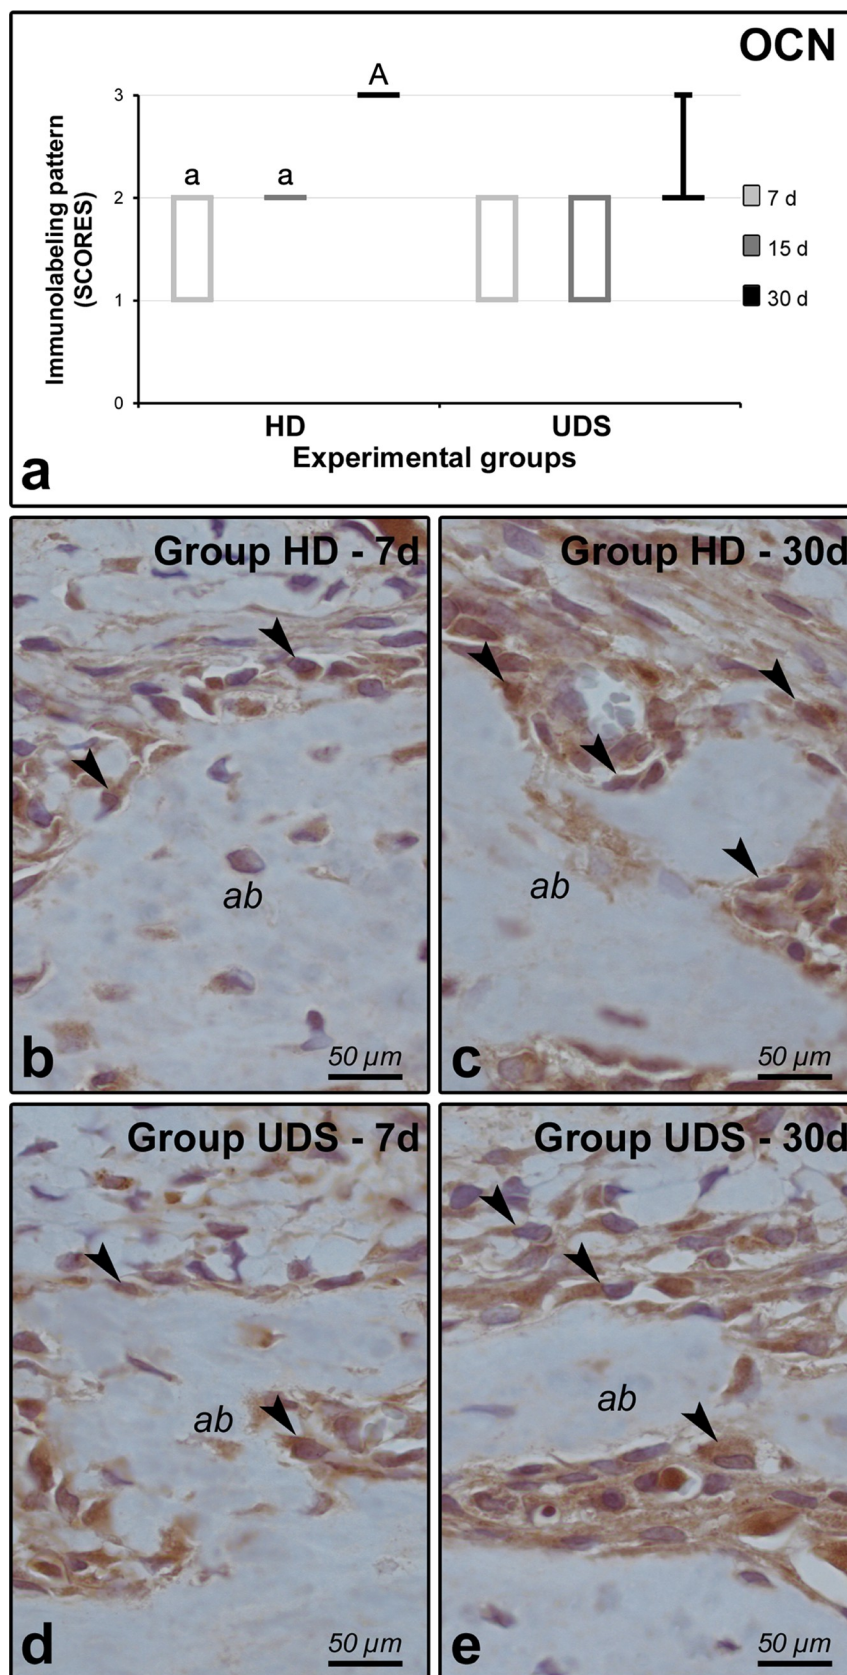 OCN
A
a a
3
2
1
0
Immunolabeling pattern
(SCORES)
7 d
15 d
30 d
HD UDS
Experimental groups
a
Group HD - 7d
ab
50 µm
b
Group HD - 30d
ab
50 µm
c
Group UDS - 7d
ab
50 µm
d
Group UDS - 30d
ab
50 µm
e